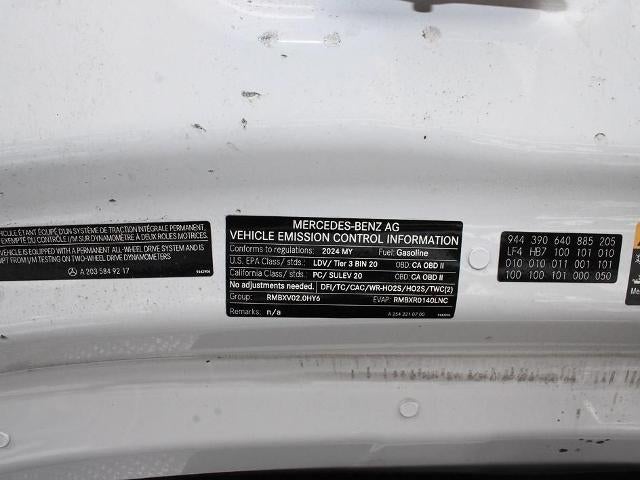 VÉHICULE ÉTANT ÉQUIPÉ D'UN SYSTÈME DE TRACTION INTÉGRALE PERMANENT,
EXEMPTÉ DU I/M SUR DYNAMOMÈTRE À DEUX ROUES MOTRICES.
VEHICLE IS EQUIPPED WITH A PERMANENT ALL-WHEEL DRIVE SYSTEM AND IS
EMPT FROM I/M TESTING ON TWO-WHEEL DRIVE DYNAMOMETERS
A 203 584 92 17
MERCEDES-BENZ AG
VEHICLE EMISSION CONTROL INFORMATION
Conforms to regulations: 2024 MY Fuel: Gasoline
U.S. EPA Class/ stds.: LDV/ Tier 3 BIN 20 OBD: CA OBD II
California Class/ stds.: PC/ SULEV 20 OBD: CA OBD II
No adjustments needed. DFI/TC/CAC/WR-HO2S/HO2S/TWC(2)
Group: RMBXV02.0HY6 EVAP: RMBXR0140LNC
Remarks: n/a
A 254 221 07 00
944 390 640 885 205
LF4 HB7 100 101 010
010 010 011 001 101
100 100 101 000 050